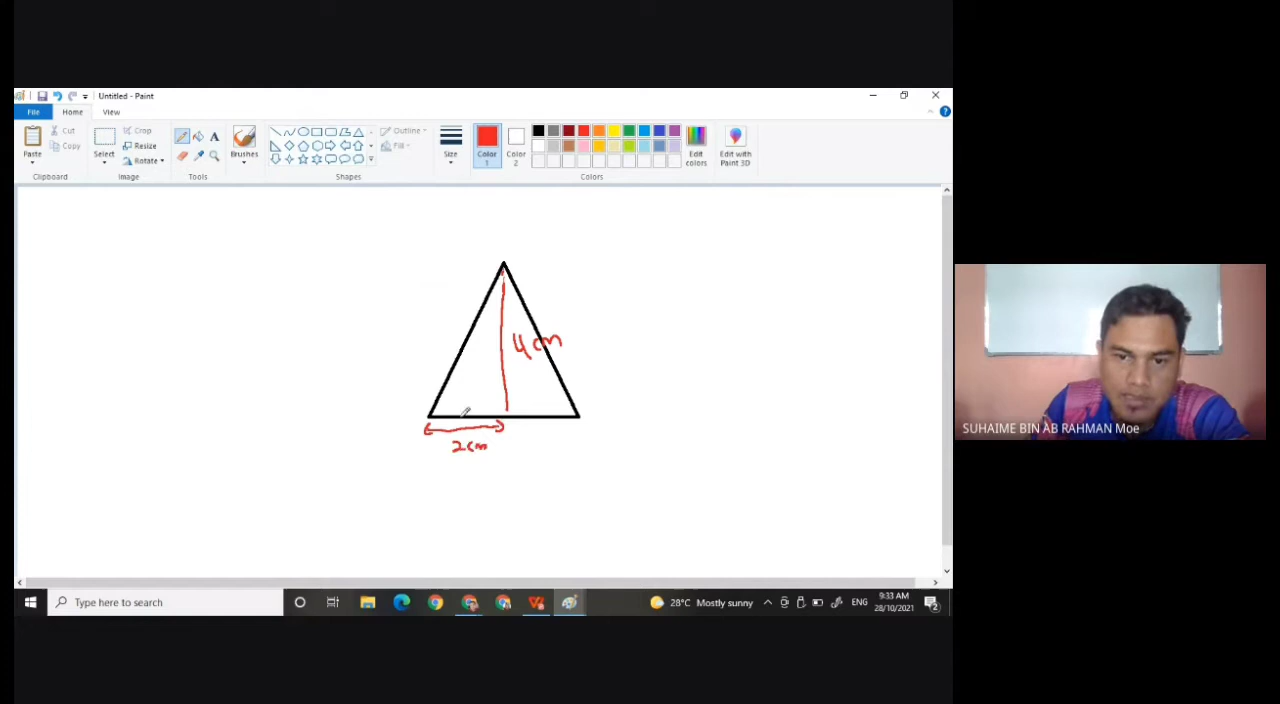 Untitled - Paint
File Home View
Cut
Copy
Paste
Clipboard
Crop
Resize
Rotate
Select
Image
A
Tools
Brushes
Shapes
Outline
Fill
Size
Color 1
Color 2
Edit colors
Edit with Paint 3D
Colors
4cm
2cm
SUHAIME BIN AB RAHMAN Moe
Type here to search
28°C Mostly sunny
ENG
9:33 AM
28/10/2021
2